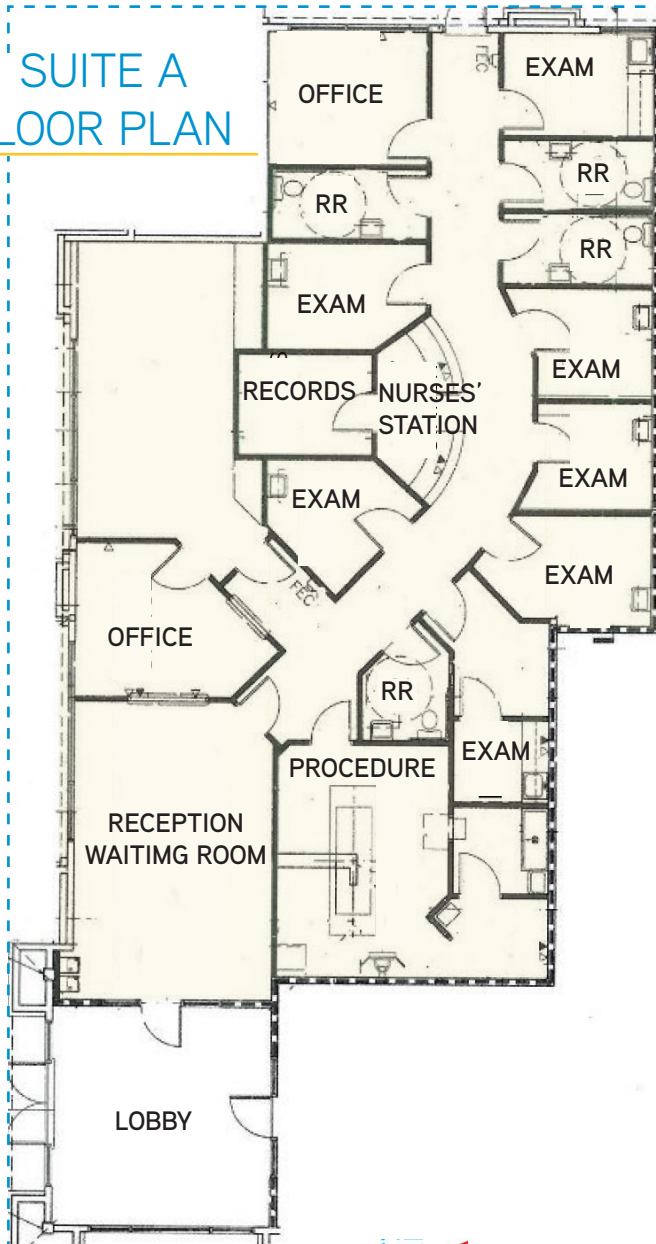 SUITE A
LOOR PLAN
FEC
EXAM
OFFICE
RR
RR
RR
EXAM
EXAM
RECORDS
NURSES'
STATION
EXAM
EXAM
EXAM
FEC
OFFICE
RR
EXAM
PROCEDURE
RECEPTION
WAITIMG ROOM
LOBBY